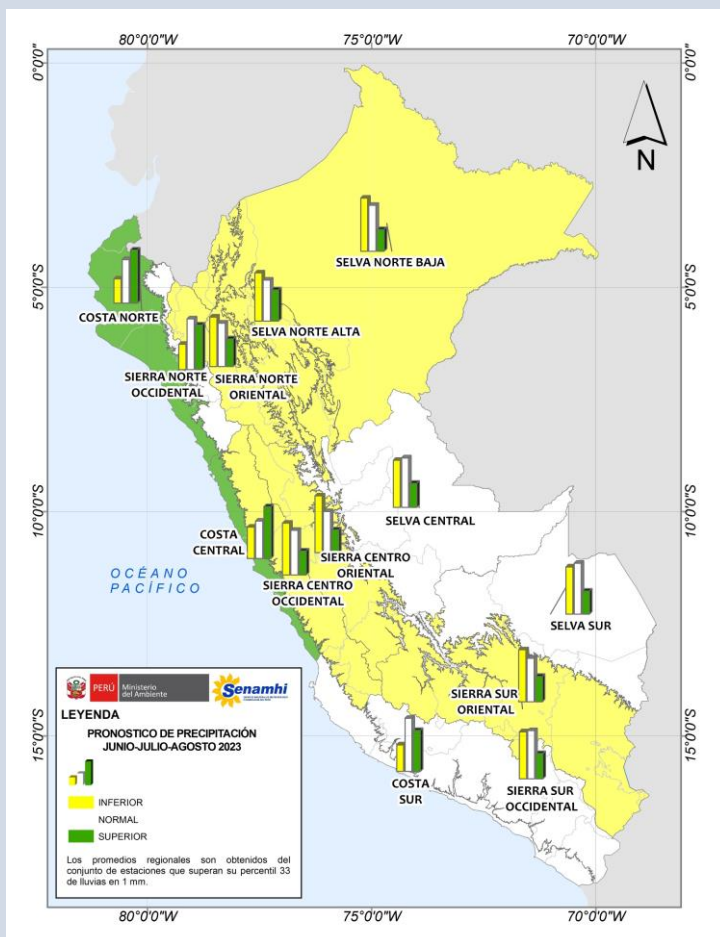 80°0'0"W 75°0'0"W 70°0'0"W
0°0'0"
0°0'0"
N
SELVA NORTE BAJA
5°0'0"S
5°0'0"S
COSTA NORTE
SELVA NORTE ALTA
SIERRA NORTE
OCCIDENTAL
SIERRA NORTE
ORIENTAL
SELVA CENTRAL
10°0'0"S
10°0'0"S
COSTA
CENTRAL
SIERRA CENTRO
ORIENTAL
SIERRA CENTRO
OCCIDENTAL
OCÉANO
PACÍFICO
SELVA SUR
SIERRA SUR
ORIENTAL
15°0'0"S
15°0'0"S
COSTA
SUR
SIERRA SUR
OCCIDENTAL
PERÚ Ministerio
del Ambiente
Senamhi
LEYENDA
PRONOSTICO DE PRECIPITACIÓN
JUNIO-JULIO-AGOSTO 2023
INFERIOR
NORMAL
SUPERIOR
Los promedios regionales son obtenidos del
conjunto de estaciones que superan su percentil 33
de lluvias en 1 mm.
80°0'0"W 75°0'0"W 70°0'0"W